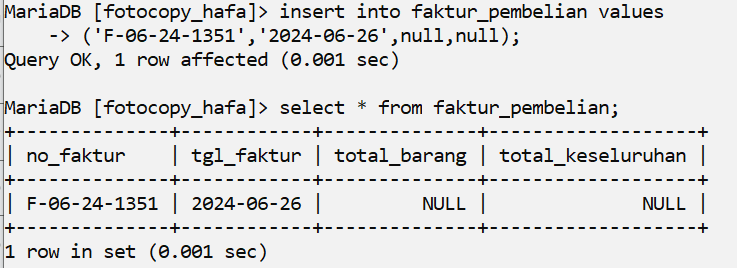 MariaDB [fotocopy_hafa]> insert into faktur_pembelian values
    -> ('F-06-24-1351','2024-06-26',null,null);
Query OK, 1 row affected (0.001 sec)

MariaDB [fotocopy_hafa]> select * from faktur_pembelian;
+--------------+------------+--------------+-------------------+
| no_faktur    | tgl_faktur | total_barang | total_keseluruhan |
+--------------+------------+--------------+-------------------+
| F-06-24-1351 | 2024-06-26 |         NULL |              NULL |
+--------------+------------+--------------+-------------------+
1 row in set (0.001 sec)